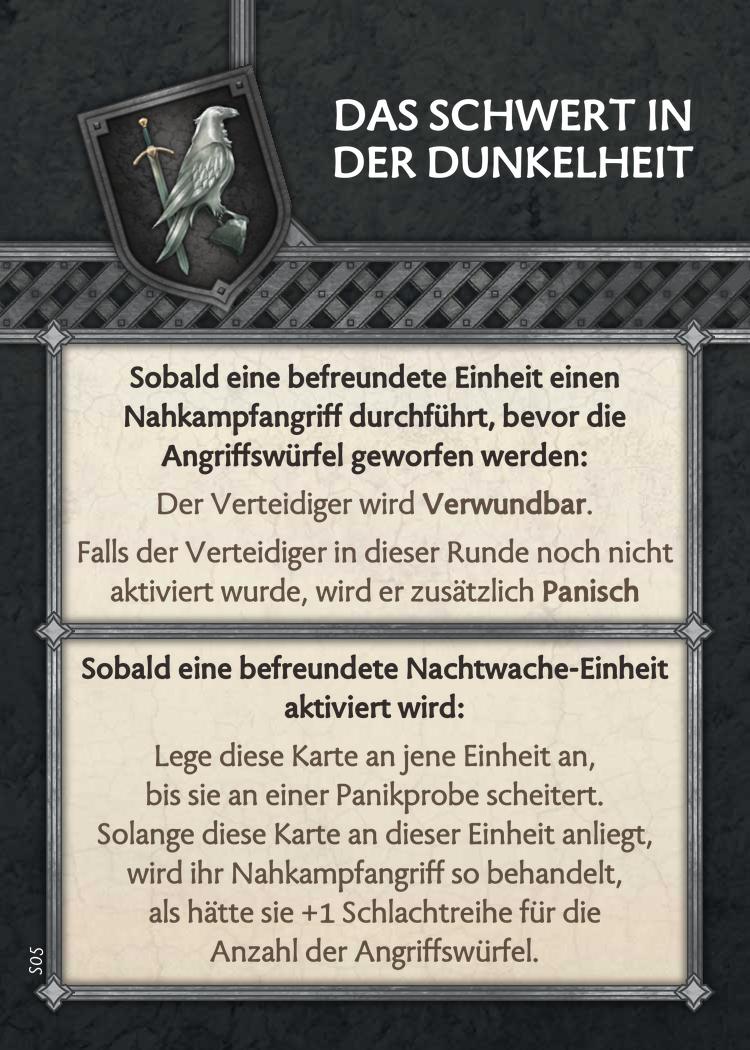 DAS SCHWERT IN
DER DUNKELHEIT
Sobald eine befreundete Einheit einen
Nahkampfangriff durchführt, bevor die
Angriffswürfel geworfen werden:
Der Verteidiger wird Verwundbar.
Falls der Verteidiger in dieser Runde noch nicht
aktiviert wurde, wird er zusätzlich Panisch
Sobald eine befreundete Nachtwache-Einheit
aktiviert wird:
Lege diese Karte an jene Einheit an,
bis sie an einer Panikprobe scheitert.
Solange diese Karte an dieser Einheit anliegt,
wird ihr Nahkampfangriff so behandelt,
als hätte sie +1 Schlachtreihe für die
Anzahl der Angriffswürfel.
S05